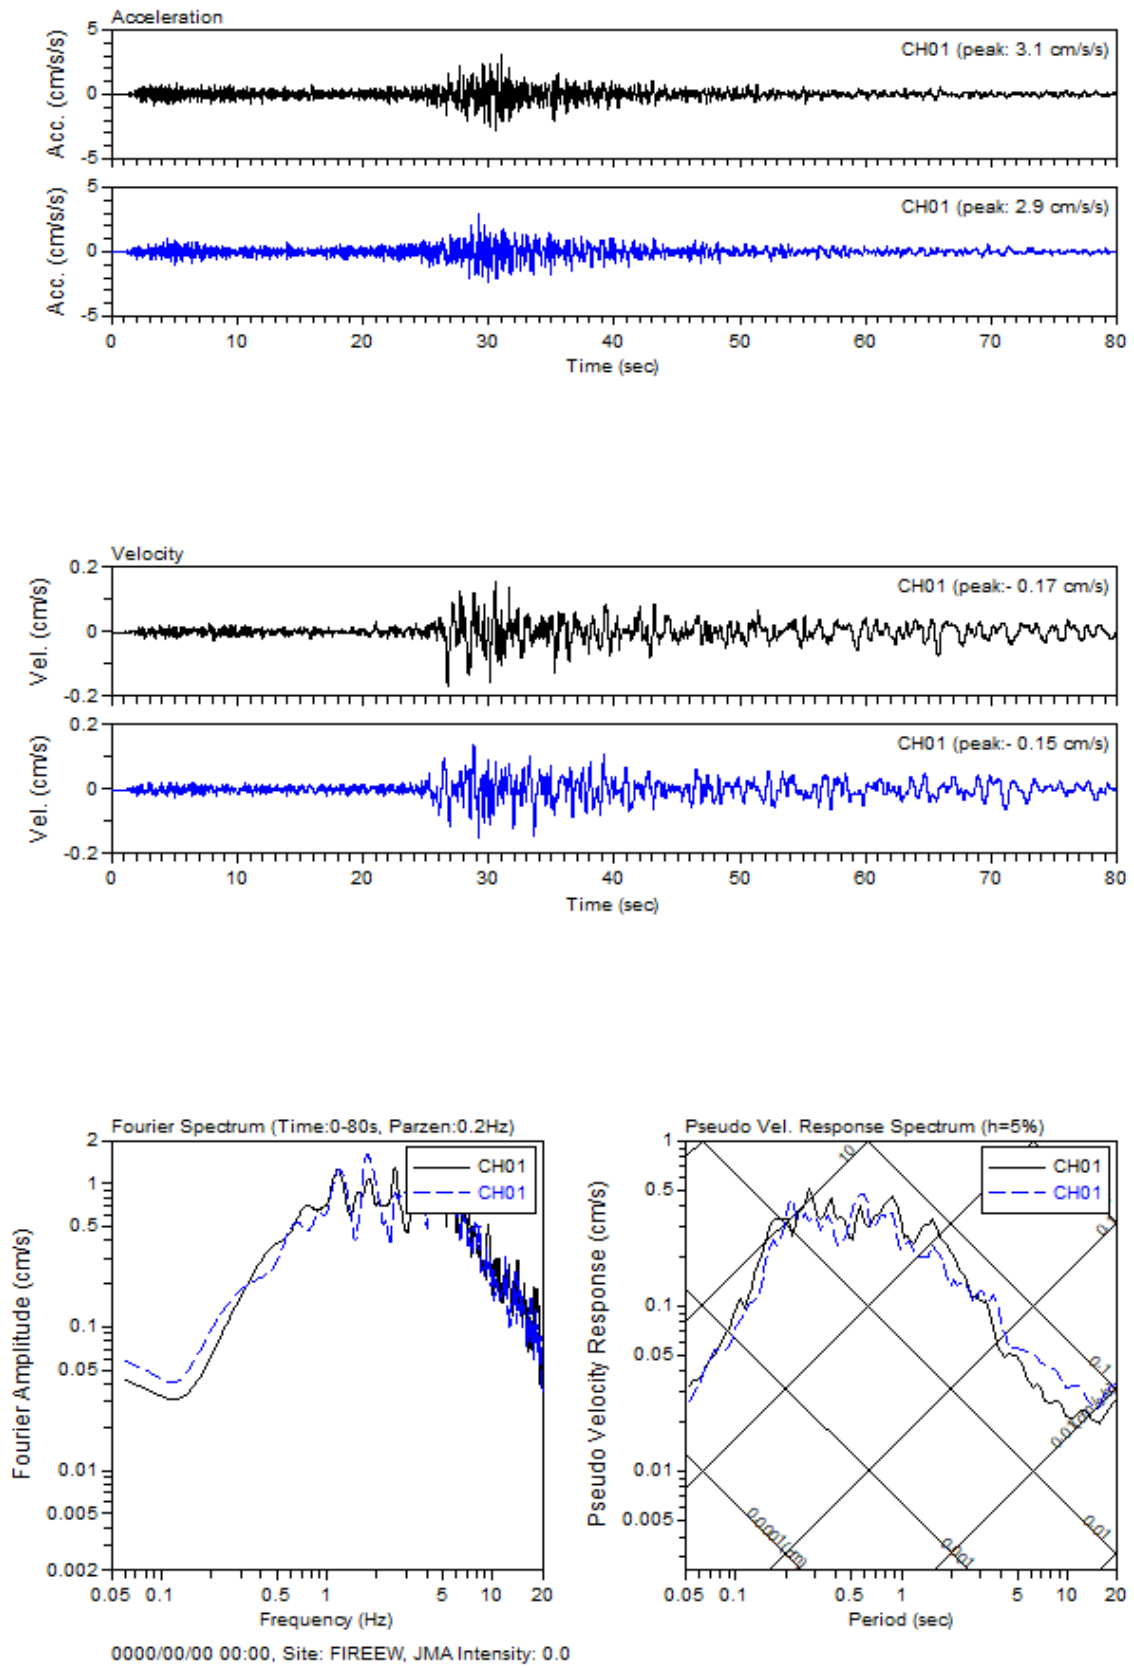 Acceleration
5
0
-5
Acc. (cm/s/s)
CH01 (peak: 3.1 cm/s/s)
5
0
-5
Acc. (cm/s/s)
CH01 (peak: 2.9 cm/s/s)
0 10 20 30 40 50 60 70 80
Time (sec)
Velocity
0.2
0
-0.2
Vel. (cm/s)
CH01 (peak:- 0.17 cm/s)
0.2
0
-0.2
Vel. (cm/s)
CH01 (peak:- 0.15 cm/s)
0 10 20 30 40 50 60 70 80
Time (sec)
Fourier Spectrum (Time:0-80s, Parzen:0.2Hz)
CH01
CH01
2
1
0.5
0.1
0.05
0.01
0.005
0.002
Fourier Amplitude (cm/s)
0.05 0.1 0.5 1 5 10 20
Frequency (Hz)
Pseudo Vel. Response Spectrum (h=5%)
CH01
CH01
1
0.5
0.1
0.05
0.01
0.005
Pseudo Velocity Response (cm/s)
10
0.1
0.01
0.001
0.0001(cm)
0.05 0.1 0.5 1 5 10 20
Period (sec)
0000/00/00 00:00, Site: FIREEW, JMA Intensity: 0.0